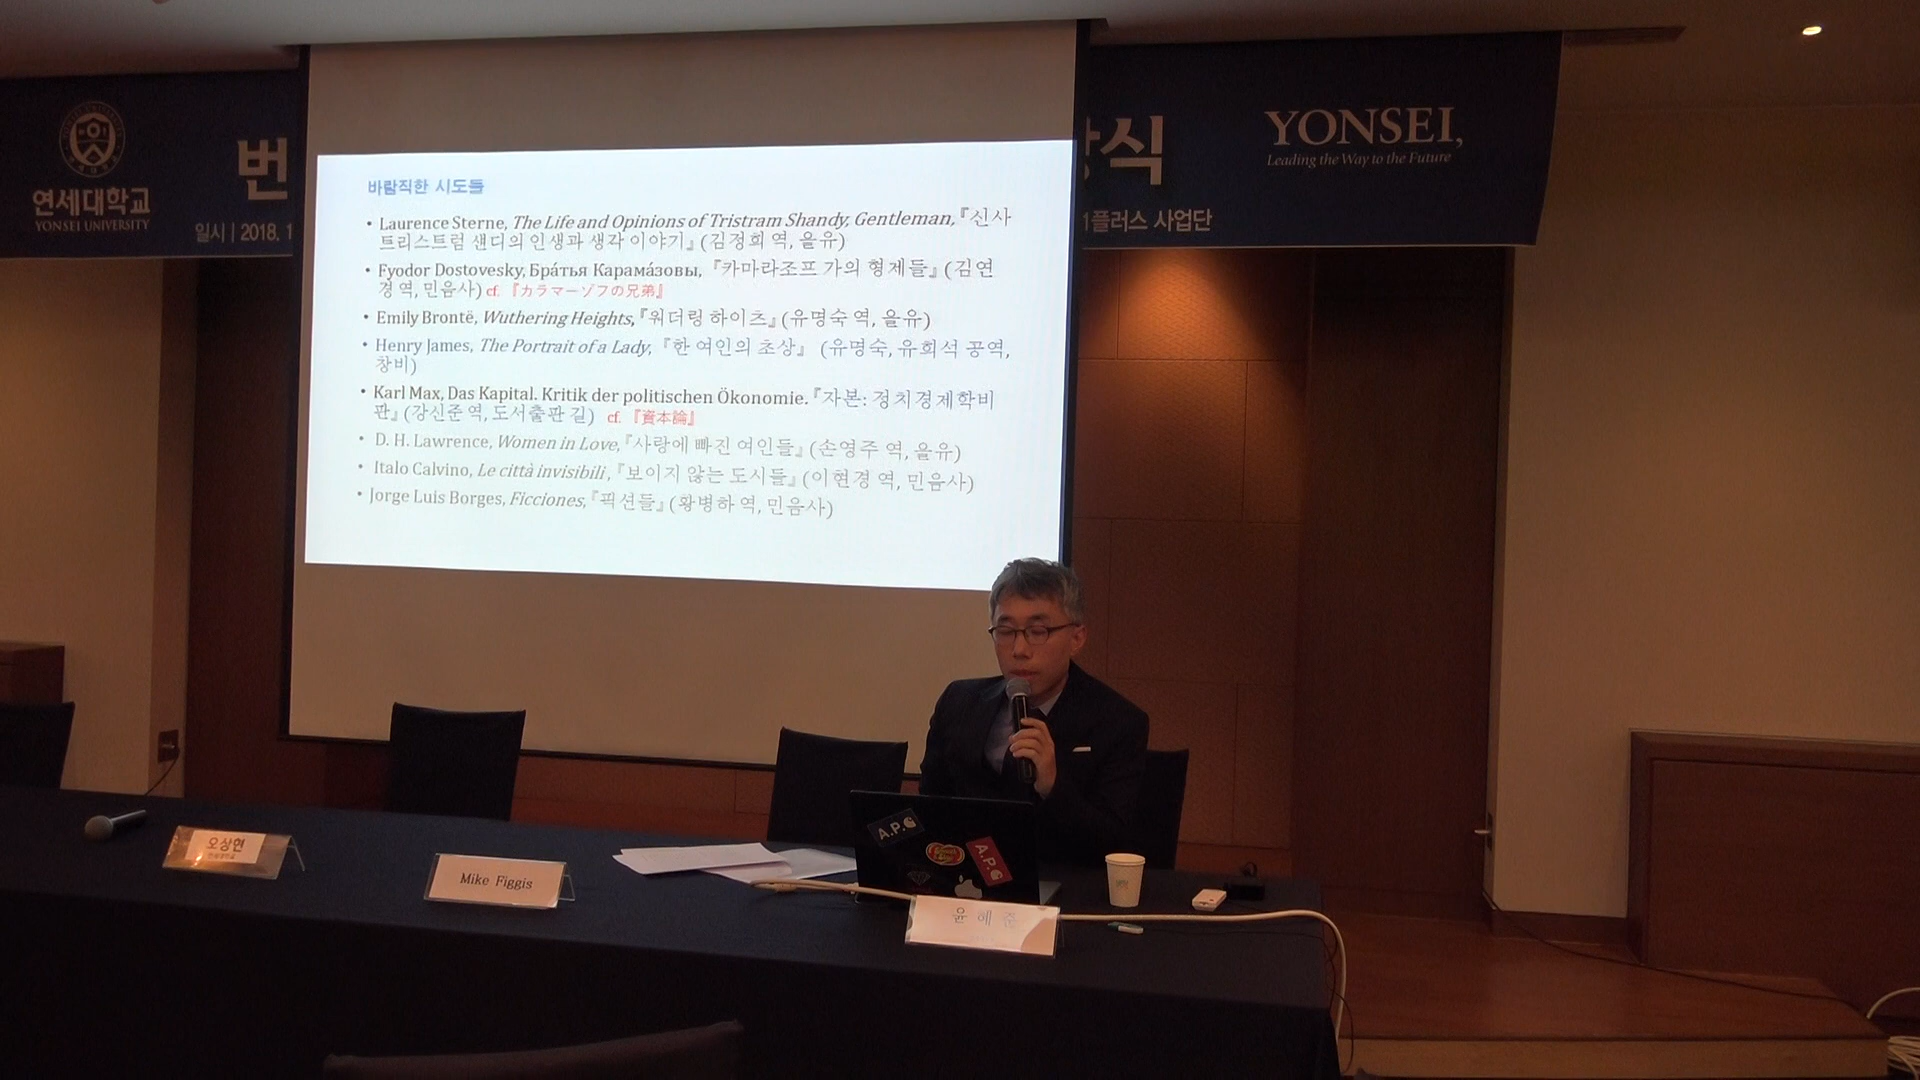 연세대학교
YONSEI UNIVERSITY
번
상식
YONSEI,
Leading the Way to the Future
일시 | 2018. 1
플러스 사업단
바람직한 시도들
• Laurence Sterne, The Life and Opinions of Tristram Shandy, Gentleman, 『신사
트리스트럼 샌디의 인생과 생각 이야기』 (김정희 역, 을유)
• Fyodor Dostovesky, Бра́тья Карама́зовы, 『카마라조프 가의 형제들』 (김연
경 역, 민음사) cf. 『カラマーゾフの兄弟』
• Emily Brontë, Wuthering Heights, 『워더링 하이츠』 (유명숙 역, 을유)
• Henry James, The Portrait of a Lady, 『한 여인의 초상』 (유명숙, 유희석 공역,
창비)
• Karl Max, Das Kapital. Kritik der politischen Ökonomie. 『자본: 정치경제학비
판』 (강신준 역, 도서출판 길) cf. 『資本論』
• D. H. Lawrence, Women in Love, 『사랑에 빠진 여인들』 (손영주 역, 을유)
• Italo Calvino, Le città invisibili, 『보이지 않는 도시들』 (이현경 역, 민음사)
• Jorge Luis Borges, Ficciones, 『픽션들』 (황병하 역, 민음사)
오상현
Mike Figgis
윤 혜 준
A.P.C
A.P.C